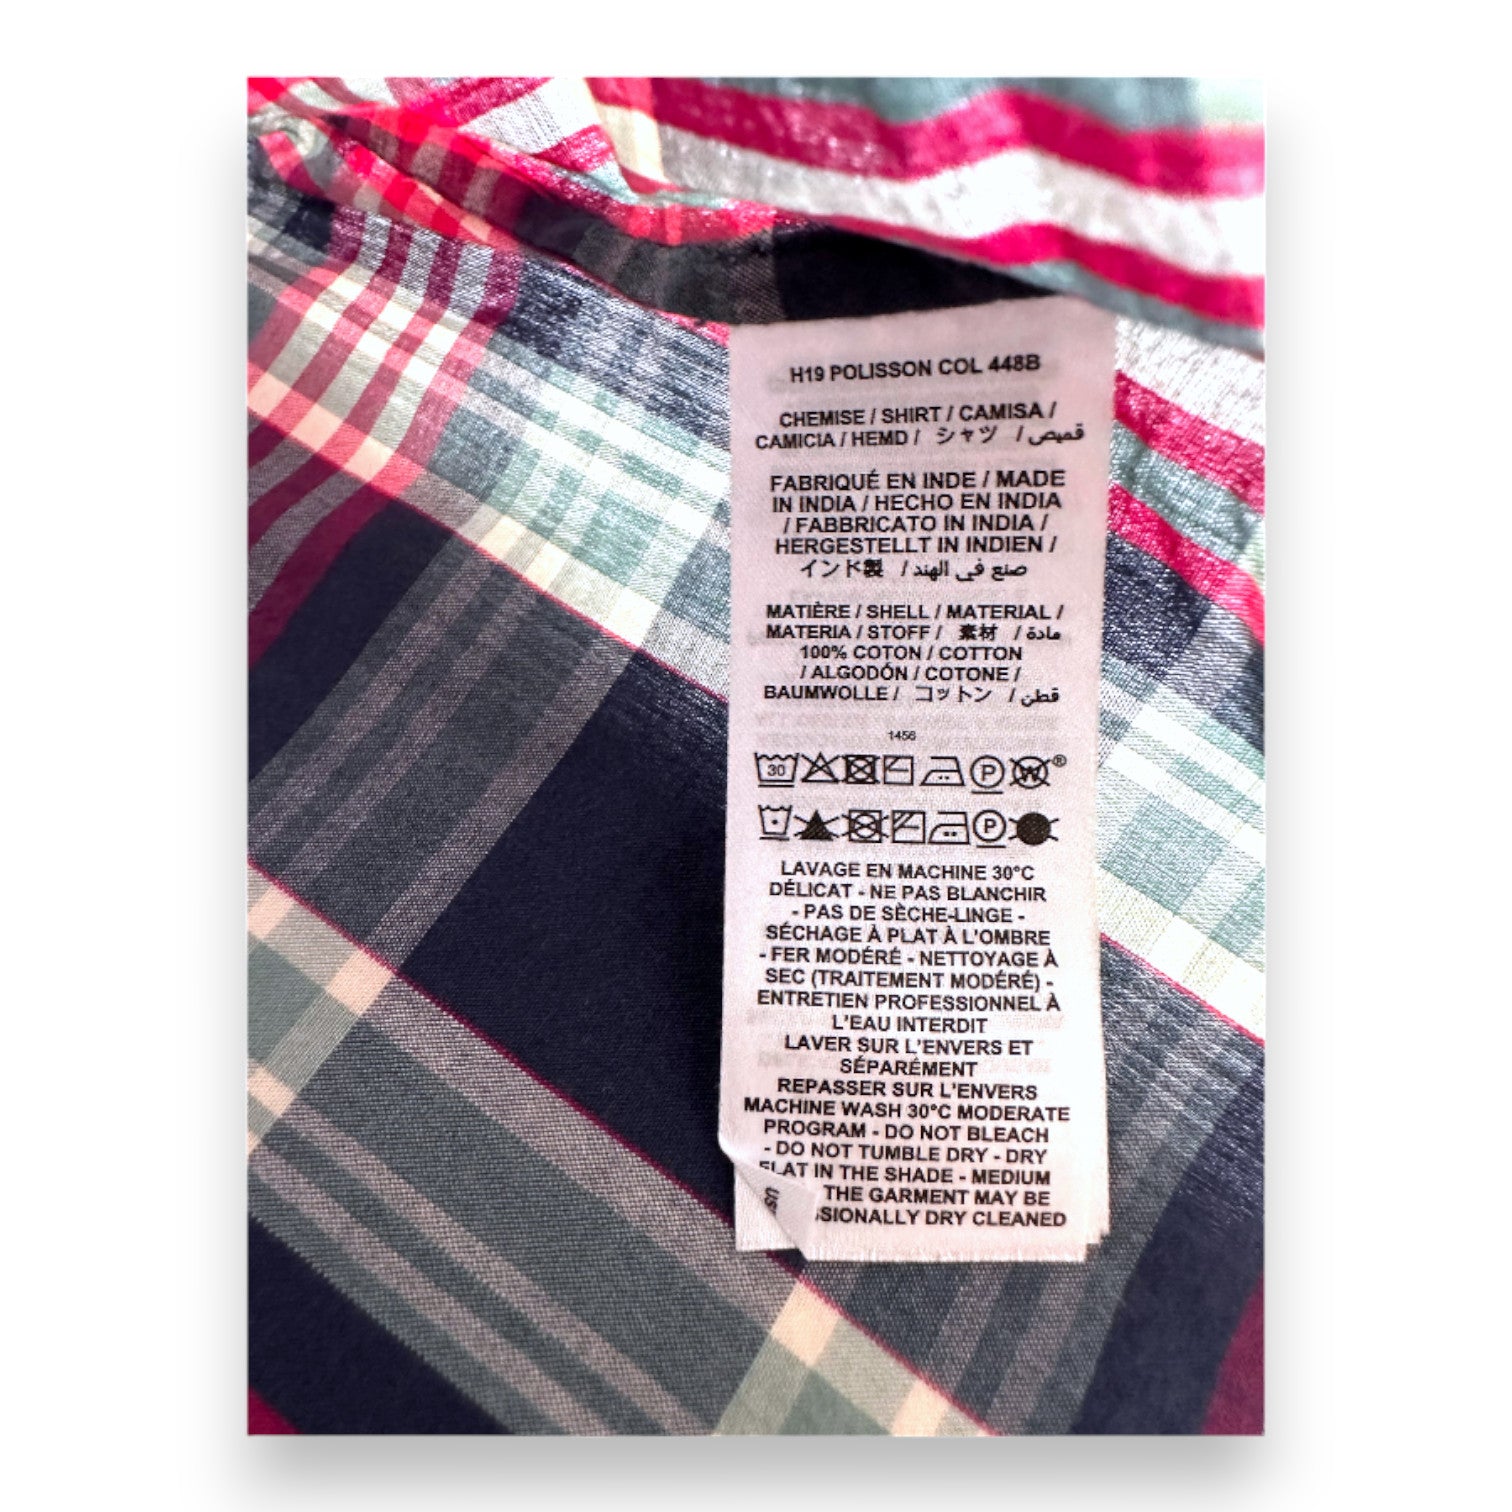 H19 POLISSON COL 448B
CHEMISE / SHIRT / CAMISA /
CAMICIA / HEMD / シャツ / قميص
FABRIQUÉ EN INDE / MADE
IN INDIA / HECHO EN INDIA
/ FABBRICATO IN INDIA /
HERGESTELLT IN INDIEN /
インド製 / صنع في الهند
MATIÈRE / SHELL / MATERIAL /
MATERIA / STOFF / 素材 / مادة
100% COTON / COTTON
/ ALGODÓN / COTONE /
BAUMWOLLE / コットン / قطن
1456
30 P W ®
P
LAVAGE EN MACHINE 30°C
DÉLICAT - NE PAS BLANCHIR
- PAS DE SÈCHE-LINGE -
SÉCHAGE À PLAT À L'OMBRE
- FER MODÉRÉ - NETTOYAGE À
SEC (TRAITEMENT MODÉRÉ) -
ENTRETIEN PROFESSIONNEL À
L'EAU INTERDIT
LAVER SUR L'ENVERS ET
SÉPARÉMENT
REPASSER SUR L'ENVERS
MACHINE WASH 30°C MODERATE
PROGRAM - DO NOT BLEACH
- DO NOT TUMBLE DRY - DRY
FLAT IN THE SHADE - MEDIUM
THE GARMENT MAY BE
DRY CLEANED